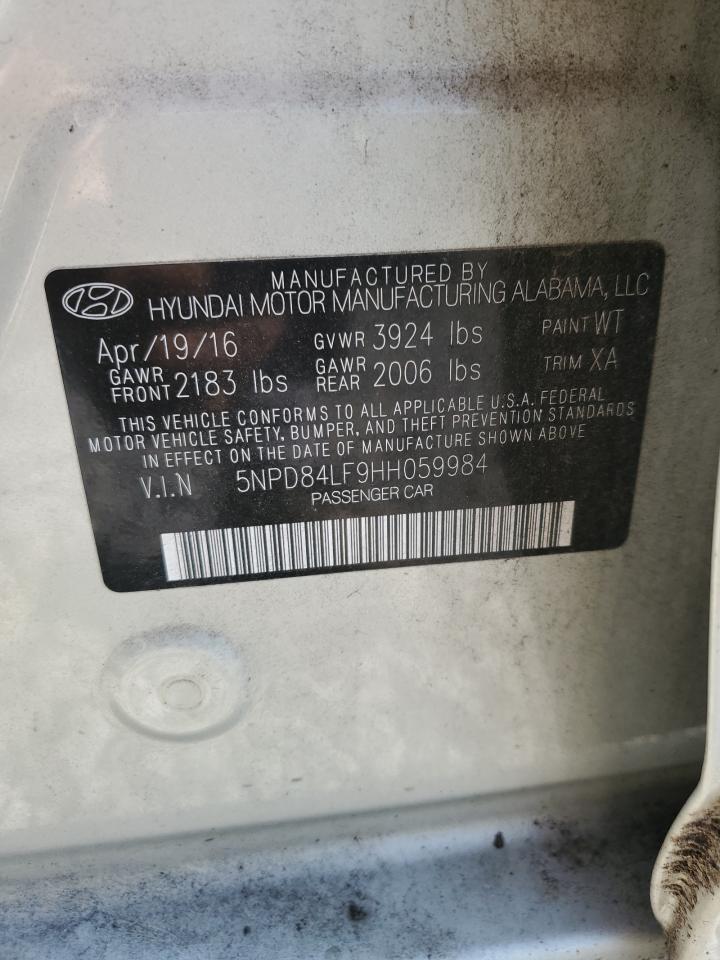 MANUFACTURED BY
HYUNDAI MOTOR MANUFACTURING ALABAMA, LLC
Apr/19/16 GVWR 3924 lbs PAINT WT
GAWR FRONT 2183 lbs GAWR REAR 2006 lbs TRIM XA
THIS VEHICLE CONFORMS TO ALL APPLICABLE U.S.A. FEDERAL
MOTOR VEHICLE SAFETY, BUMPER, AND THEFT PREVENTION STANDARDS
IN EFFECT ON THE DATE OF MANUFACTURE SHOWN ABOVE
V.I.N 5NPD84LF9HH059984
PASSENGER CAR